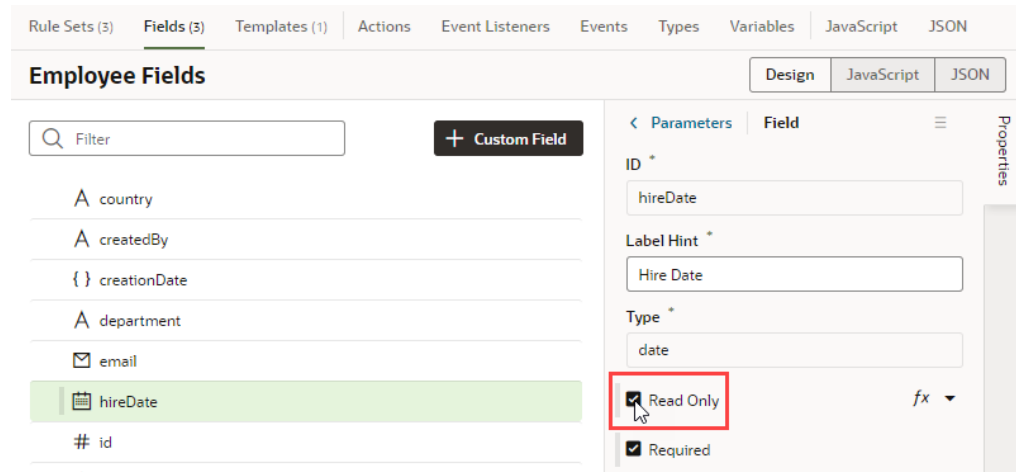 Rule Sets (3) Fields (3) Templates (1) Actions Event Listeners Events Types Variables JavaScript JSON
Employee Fields
Design JavaScript JSON
Filter
+ Custom Field
A country
A createdBy
{ } creationDate
A department
email
hireDate
# id
< Parameters Field
ID *
hireDate
Label Hint *
Hire Date
Type *
date
Read Only fx
Required
Properties